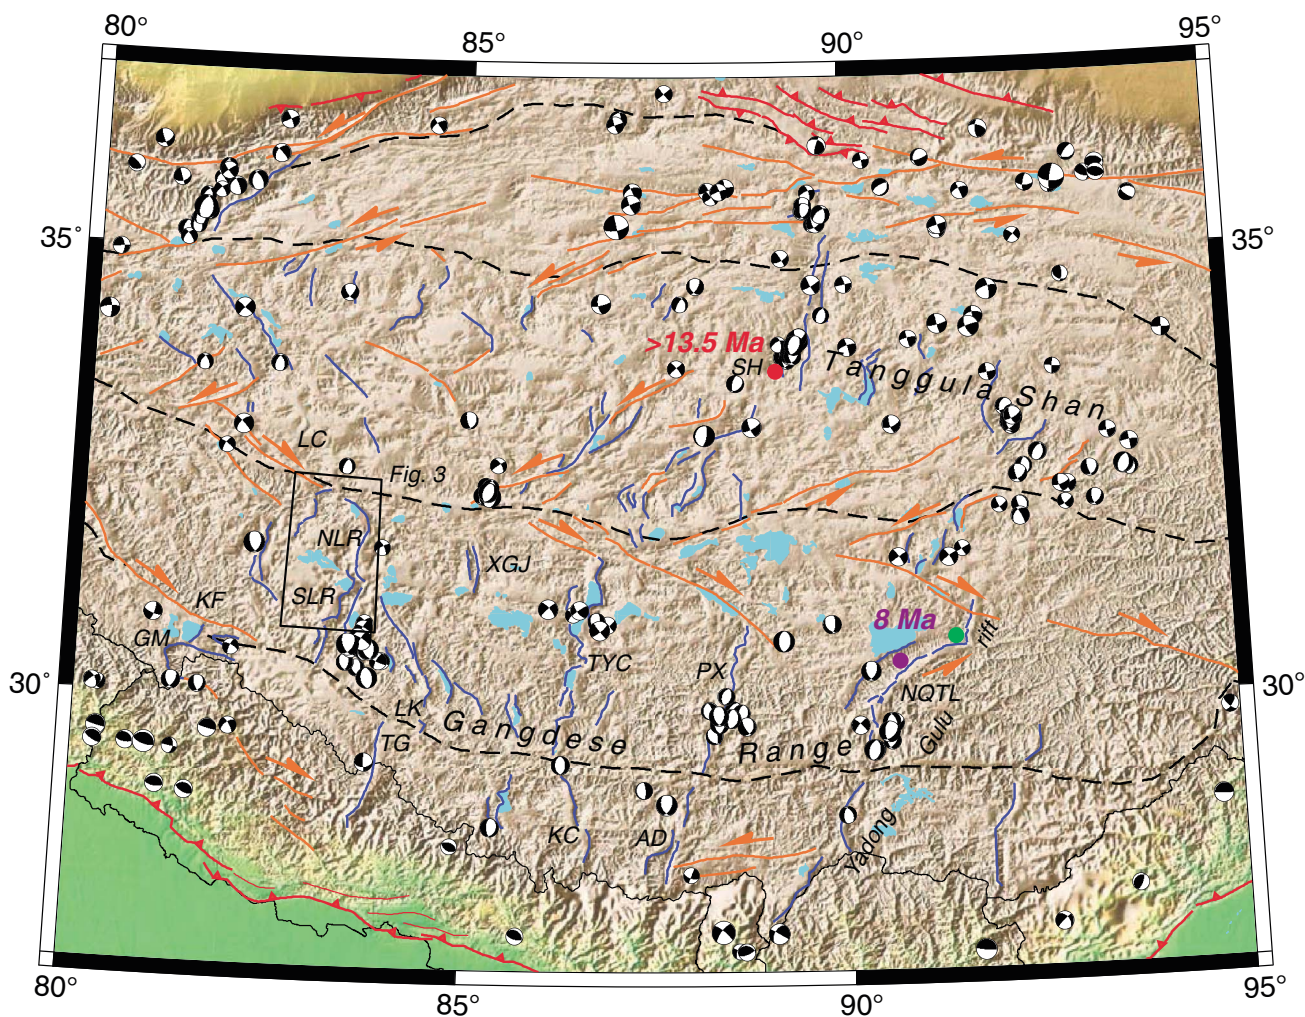 80°
85°
90°
95°
35°
35°
>13.5 Ma
SH
Tanggula Shan
LC
Fig. 3
NLR
XGJ
SLR
KF
8 Ma
GM
rift
TYC
PX
30°
30°
NQTL
LK
Gangdese
Range
Gulu
TG
KC
AD
Yadong
80°
85°
90°
95°